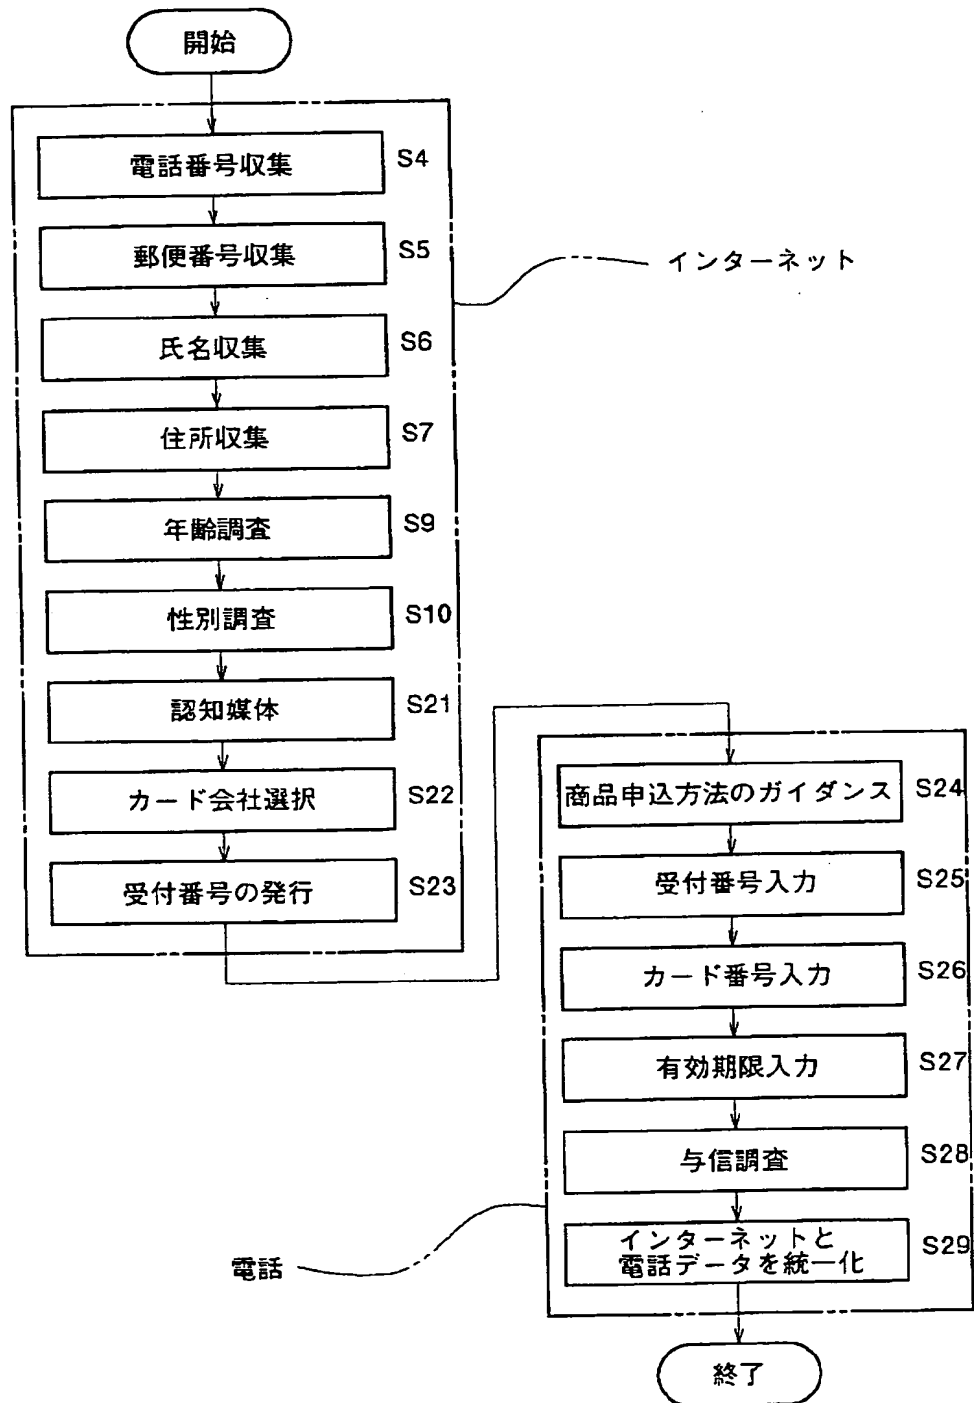 開始
電話番号収集 S4
郵便番号収集 S5
インターネット
氏名収集 S6
住所収集 S7
年齢調査 S9
性別調査 S10
認知媒体 S21
カード会社選択 S22
受付番号の発行 S23
商品申込方法のガイダンス S24
受付番号入力 S25
カード番号入力 S26
有効期限入力 S27
与信調査 S28
インターネットと
電話データを統一化 S29
電話
終了